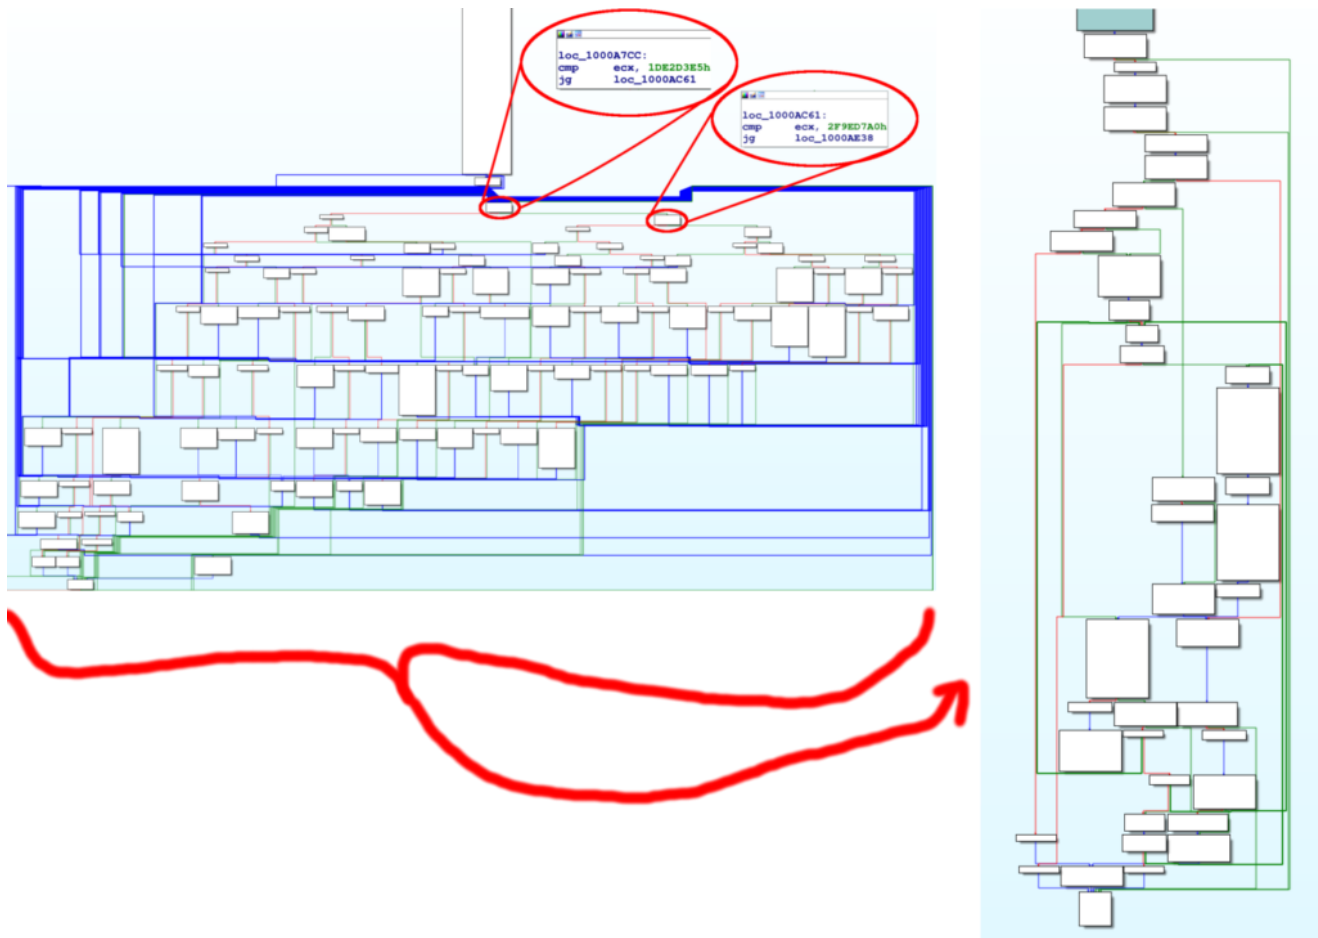 loc_1000A7CC:
cmp ecx, 1DE2D3E5h
jg loc_1000AC61
loc_1000AC61:
cmp ecx, 2F9ED7A0h
jg loc_1000AE38